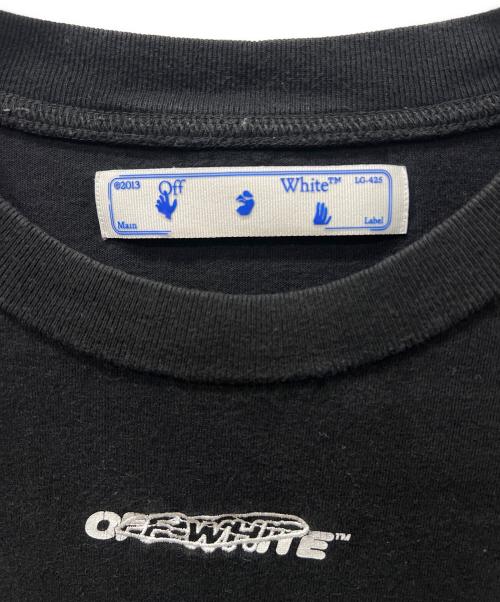 ©2013 Off White™ LG-425
Main Label
OFF-WHITE™